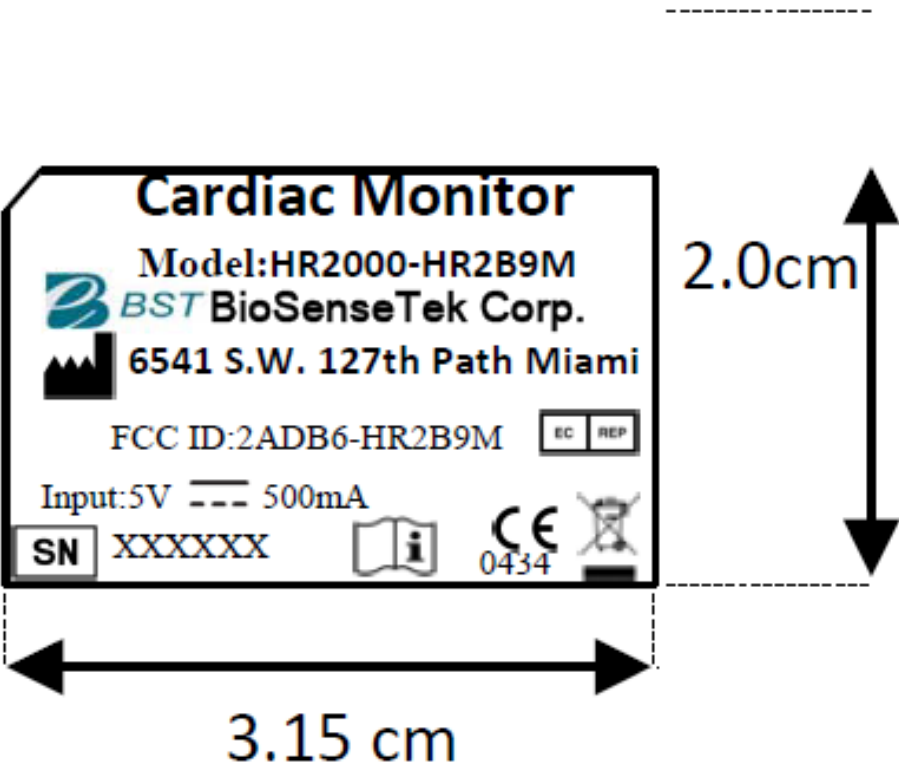 Cardiac Monitor
Model:HR2000-HR2B9M
BST BioSenseTek Corp.
6541 S.W. 127th Path Miami
FCC ID:2ADB6-HR2B9M EC REP
Input:5V 500mA
SN XXXXXX i CE 0434
2.0cm
3.15 cm